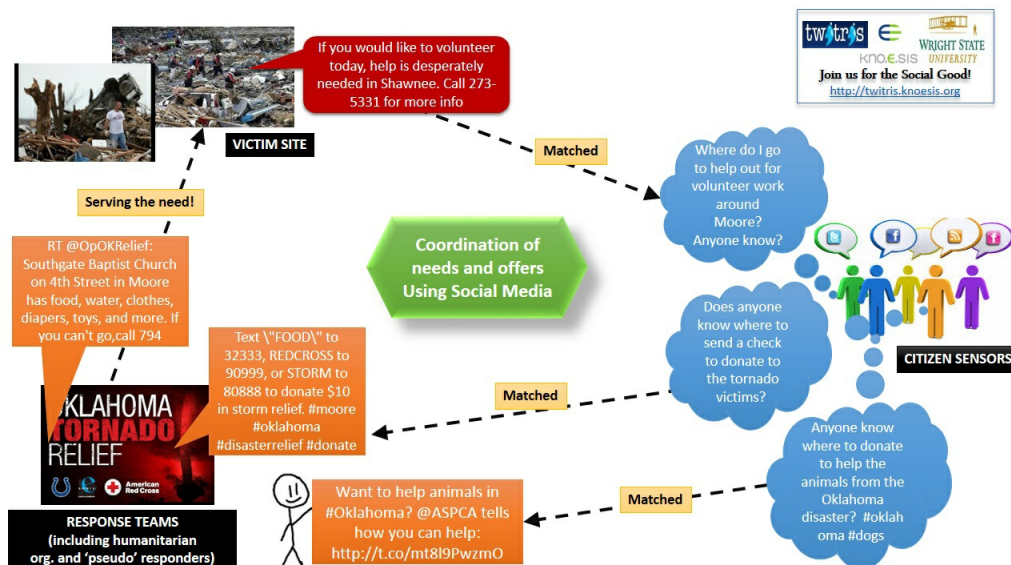 If you would like to volunteer
today, help is desperately
needed in Shawnee. Call 273-
5331 for more info
VICTIM SITE
twitris
kno.e.sis
WRIGHT STATE
UNIVERSITY
Join us for the Social Good!
http://twitris.knoesis.org
Matched
Where do I go
to help out for
volunteer work
around
Moore?
Anyone know?
Serving the need!
RT @OpOKRelief:
Southgate Baptist Church
on 4th Street in Moore
has food, water, clothes,
diapers, toys, and more. If
you can't go,call 794
Coordination of
needs and offers
Using Social Media
Does anyone
know where to
send a check
to donate to
the tornado
victims?
CITIZEN SENSORS
Text \"FOOD\" to
32333, REDCROSS to
90999, or STORM to
80888 to donate $10
in storm relief. #moore
#oklahoma
#disasterrelief #donate
Matched
OKLAHOMA
TORNADO
RELIEF
American
Red Cross
RESPONSE TEAMS
(including humanitarian
org. and ‘pseudo’ responders)
Want to help animals in
#Oklahoma? @ASPCA tells
how you can help:
http://t.co/mt8l9PwzmO
Matched
Anyone know
where to donate
to help the
animals from the
Oklahoma
disaster? #oklah
oma #dogs